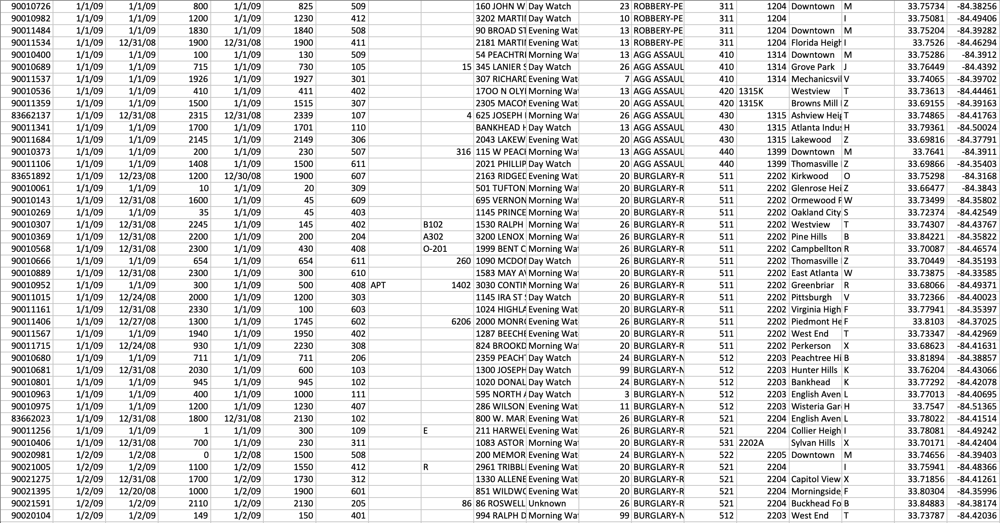 90010726 1/1/09 1/1/09 800 1/1/09 825 509 160 JOHN W Day Watch 23 ROBBERY-PE 311 1204 Downtown M 33.75734 -84.38256
90010982 1/1/09 1/1/09 1200 1/1/09 1230 412 3202 MARTI Day Watch 10 ROBBERY-PE 311 1204 I 33.75081 -84.49406
90011484 1/1/09 1/1/09 1830 1/1/09 1840 508 90 BROAD ST Evening Wat 13 ROBBERY-PE 311 1204 Downtown M 33.75204 -84.39282
90011534 1/1/09 12/31/08 1900 12/31/08 1900 411 2181 MARTI Evening Wat 13 ROBBERY-PE 311 1204 Florida Heigh I 33.7526 -84.46294
90010400 1/1/09 1/1/09 100 1/1/09 130 509 54 PEACHTR Morning Wat 13 AGG ASSAUL 410 1314 Downtown M 33.75286 -84.3912
90010689 1/1/09 1/1/09 715 1/1/09 730 105 15 345 LANIER S Day Watch 26 AGG ASSAUL 410 1314 Grove Park J 33.76449 -84.4392
90011537 1/1/09 1/1/09 1926 1/1/09 1927 301 307 RICHARD Evening Wat 7 AGG ASSAUL 410 1314 Mechanicsvil V 33.74065 -84.39702
90010536 1/1/09 1/1/09 410 1/1/09 411 402 17OO N OLY Morning Wat 13 AGG ASSAUL 420 1315K Westview T 33.73613 -84.44461
90011359 1/1/09 1/1/09 1500 1/1/09 1515 307 2305 MACON Evening Wat 20 AGG ASSAUL 420 1315K Browns Mill Z 33.69155 -84.39163
83662137 1/1/09 12/31/08 2315 12/31/08 2339 107 4 625 JOSEPH Morning Wat 26 AGG ASSAUL 430 1315 Ashview Heig T 33.74865 -84.41763
90011341 1/1/09 1/1/09 1700 1/1/09 1701 110 BANKHEAD H Day Watch 13 AGG ASSAUL 430 1315 Atlanta Indus H 33.79361 -84.50024
90011684 1/1/09 1/1/09 2145 1/1/09 2149 306 2043 LAKEW Evening Wat 20 AGG ASSAUL 430 1315 Lakewood Z 33.69816 -84.37791
90010373 1/1/09 1/1/09 200 1/1/09 230 507 316 115 W PEACH Morning Wat 13 AGG ASSAUL 440 1399 Downtown M 33.7641 -84.3911
90011106 1/1/09 1/1/09 1408 1/1/09 1500 611 2021 PHILLIP Day Watch 20 AGG ASSAUL 440 1399 Thomasville Z 33.69866 -84.35403
83651892 1/1/09 12/23/08 1200 12/30/08 1900 607 2163 RIDGED Evening Wat 20 BURGLARY-R 511 2202 Kirkwood O 33.75298 -84.3168
90010061 1/1/09 1/1/09 10 1/1/09 20 309 501 TUFTON Morning Wat 20 BURGLARY-R 511 2202 Glenrose Hei Z 33.66477 -84.3843
90010143 1/1/09 12/31/08 1600 1/1/09 45 609 695 VERNON Morning Wat 20 BURGLARY-R 511 2202 Ormewood P W 33.73499 -84.35802
90010269 1/1/09 1/1/09 35 1/1/09 45 403 1145 PRINCE Morning Wat 20 BURGLARY-R 511 2202 Oakland City S 33.72374 -84.42549
90010307 1/1/09 12/31/08 2245 1/1/09 145 402 B102 1530 RALPH Morning Wat 26 BURGLARY-R 511 2202 Westview T 33.74307 -84.43767
90010369 1/1/09 12/31/08 2200 1/1/09 200 204 A302 3200 LENOX Morning Wat 26 BURGLARY-R 511 2202 Pine Hills B 33.84221 -84.35822
90010568 1/1/09 12/31/08 2300 1/1/09 430 408 O-201 1999 BENT C Morning Wat 26 BURGLARY-R 511 2202 Campbellton R 33.70087 -84.46574
90010666 1/1/09 1/1/09 654 1/1/09 654 611 260 1090 MCDON Day Watch 26 BURGLARY-R 511 2202 Thomasville Z 33.70449 -84.35193
90010889 1/1/09 12/31/08 2300 1/1/09 300 610 1583 MAY AV Morning Wat 20 BURGLARY-R 511 2202 East Atlanta W 33.73875 -84.33585
90010952 1/1/09 1/1/09 300 1/1/09 500 408 APT 1402 3030 CONTIN Morning Wat 26 BURGLARY-R 511 2202 Greenbriar R 33.68066 -84.49371
90011015 1/1/09 12/24/08 2000 1/1/09 1200 303 1145 IRA ST S Day Watch 20 BURGLARY-R 511 2202 Pittsburgh V 33.72366 -84.40023
90011161 1/1/09 12/31/08 2330 1/1/09 100 603 1024 HIGHLA Evening Wat 20 BURGLARY-R 511 2202 Virginia High F 33.77941 -84.35397
90011406 1/1/09 12/27/08 1300 1/1/09 1745 602 6206 2000 MONR Evening Wat 26 BURGLARY-R 511 2202 Piedmont He F 33.8103 -84.37025
90011567 1/1/09 1/1/09 1940 1/1/09 1950 402 1287 BEECHE Evening Wat 20 BURGLARY-R 511 2202 West End T 33.73347 -84.42969
90011715 1/1/09 12/24/08 930 1/1/09 2230 308 824 BROOKD Morning Wat 20 BURGLARY-R 511 2202 Perkerson X 33.68623 -84.41631
90010680 1/1/09 1/1/09 711 1/1/09 711 206 2359 PEACHT Day Watch 24 BURGLARY-N 512 2203 Peachtree Hi B 33.81894 -84.38857
90010681 1/1/09 12/31/08 2030 1/1/09 600 103 1300 JOSEPH Day Watch 99 BURGLARY-N 512 2203 Hunter Hills K 33.76204 -84.43066
90010801 1/1/09 1/1/09 945 1/1/09 945 102 1020 DONAL Day Watch 24 BURGLARY-N 512 2203 Bankhead K 33.77292 -84.42078
90010963 1/1/09 1/1/09 400 1/1/09 1000 111 595 NORTH A Day Watch 3 BURGLARY-N 512 2203 English Aven L 33.77013 -84.40695
90010975 1/1/09 1/1/09 1200 1/1/09 1230 407 286 WILSON Evening Wat 11 BURGLARY-N 512 2203 Wisteria Gar H 33.7547 -84.51365
83662023 1/1/09 12/31/08 1800 12/31/08 2130 102 800 W. MAR Evening Wat 26 BURGLARY-R 521 2204 English Aven L 33.78022 -84.41514
90011256 1/1/09 1/1/09 1 1/1/09 300 109 E 211 HARWEL Evening Wat 26 BURGLARY-R 521 2204 Collier Heigh I 33.78081 -84.49242
90010406 1/1/09 12/31/08 700 1/1/09 230 311 1083 ASTOR Morning Wat 20 BURGLARY-R 531 2202A Sylvan Hills X 33.70171 -84.42404
90020981 1/2/09 1/2/08 0 1/2/08 1500 508 200 MEMOR Evening Wat 24 BURGLARY-N 522 2205 Downtown M 33.74656 -84.39403
90021005 1/2/09 1/2/09 1100 1/2/09 1550 412 R 2961 TRIBBL Evening Wat 20 BURGLARY-R 521 2204 I 33.75941 -84.48366
90021275 1/2/09 12/31/08 1700 1/2/09 1730 312 1330 ALLENE Evening Wat 20 BURGLARY-R 521 2204 Capitol View X 33.71856 -84.41261
90021395 1/2/09 12/20/08 1000 1/2/09 1900 601 851 WILDWO Evening Wat 20 BURGLARY-R 521 2204 Morningside F 33.80304 -84.35996
90021591 1/2/09 1/2/09 2110 1/2/09 2130 205 86 86 ROSWELL Unknown 26 BURGLARY-R 521 2204 Buckhead Fo B 33.84883 -84.38174
90020104 1/2/09 1/2/09 149 1/2/09 150 401 994 RALPH D Morning Wat 99 BURGLARY-N 512 2203 West End T 33.73787 -84.42036